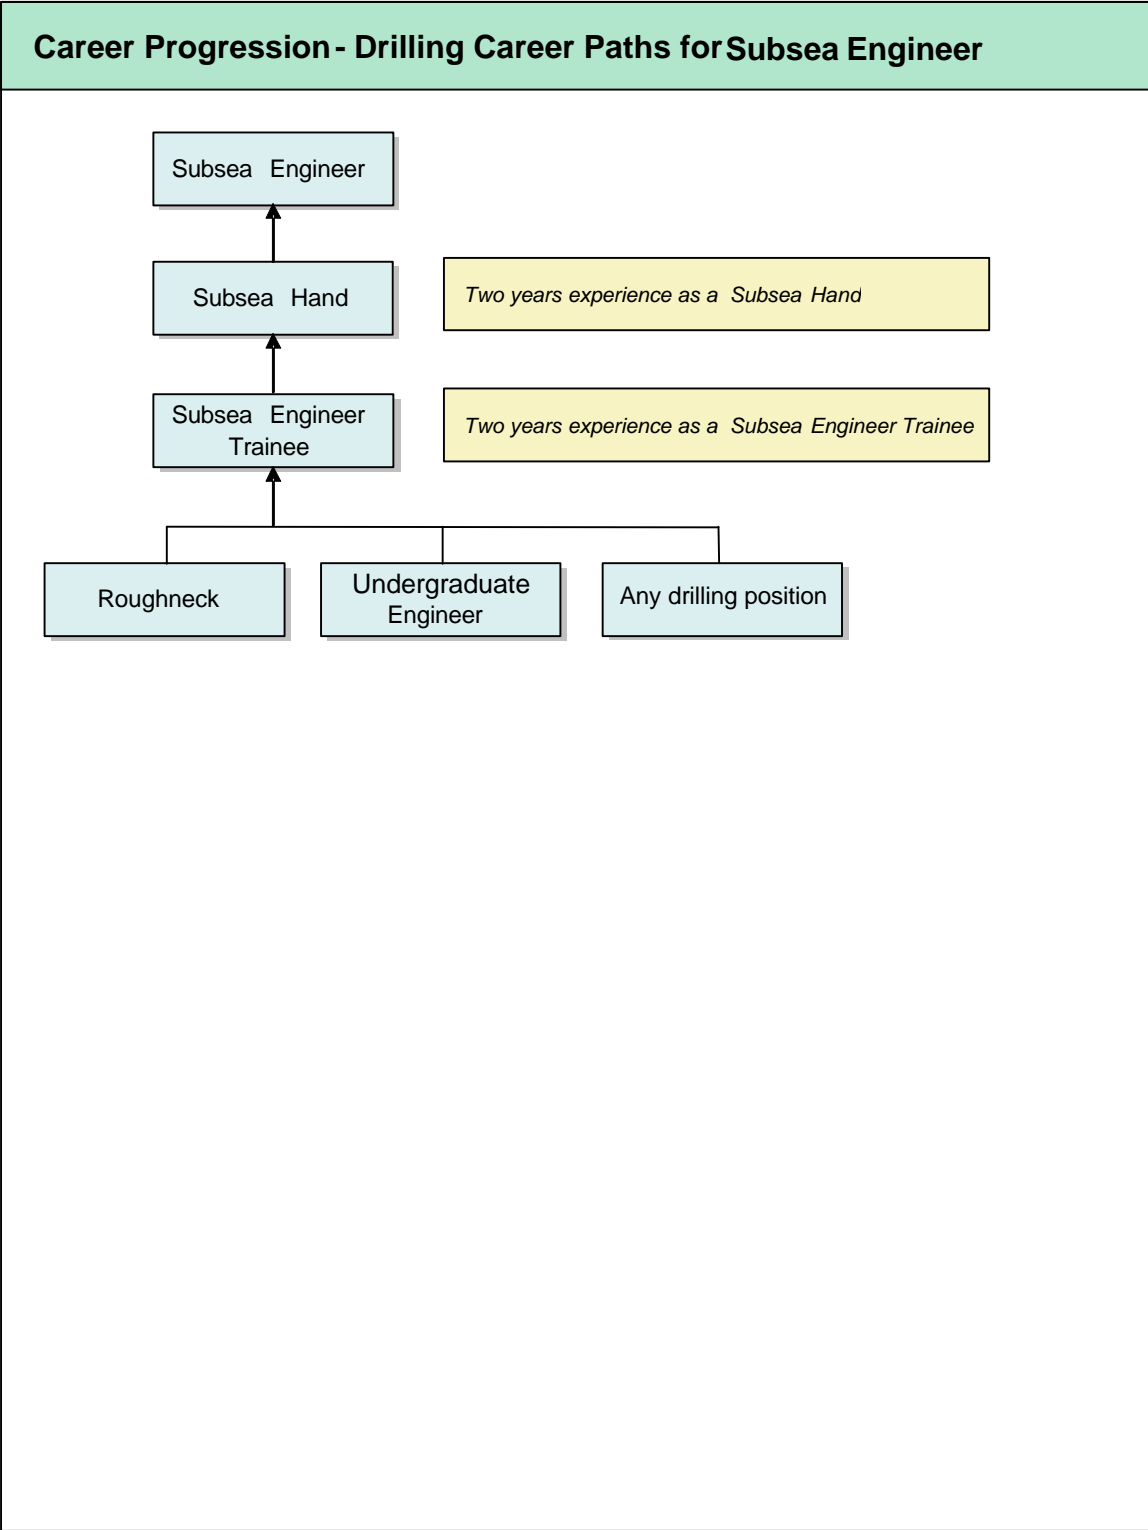 Career Progression - Drilling Career Paths for Subsea Engineer
Subsea Engineer
Subsea Hand
Two years experience as a Subsea Hand
Subsea Engineer
Trainee
Two years experience as a Subsea Engineer Trainee
Roughneck
Undergraduate
Engineer
Any drilling position